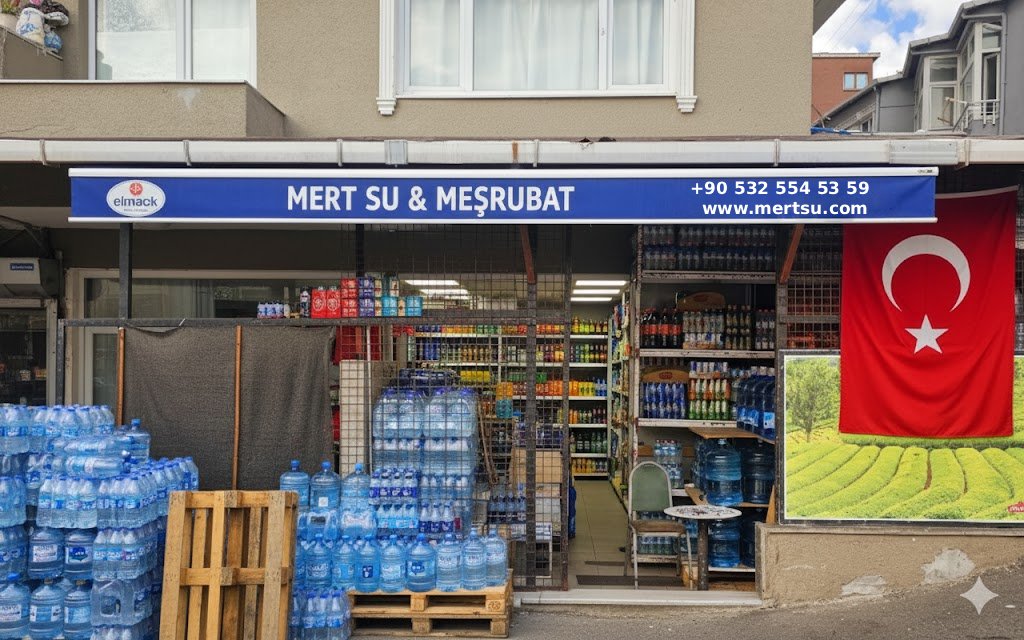 elmack
MERT SU & MEŞRUBAT
+90 532 554 53 59
www.mertsu.com